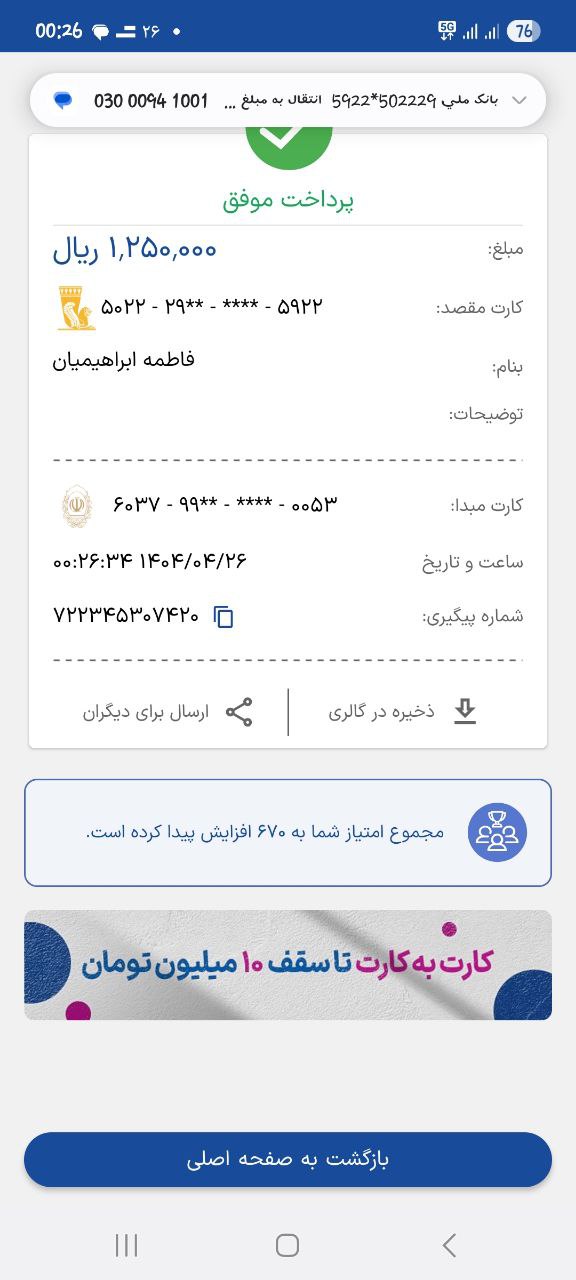 00:26 ۲۶ 5G 76
بانک ملي 502229*5922 انتقال به مبلغ ... 1001 0094 030
پرداخت موفق
مبلغ: ۱,۲۵۰,۰۰۰ ریال
کارت مقصد: ۵۰۲۲ - ۲۹** - **** - ۵۹۲۲
بنام: فاطمه ابراهیمیان
توضیحات:
کارت مبدا: ۶۰۳۷ - ۹۹** - **** - ۰۰۵۳
ساعت و تاریخ ۱۴۰۴/۰۴/۲۶ ۰۰:۲۶:۳۴
شماره پیگیری: ۷۲۲۳۴۵۳۰۷۴۲۰
ذخیره در گالری
ارسال برای دیگران
مجموع امتیاز شما به ۶۷۰ افزایش پیدا کرده است.
کارت به کارت تا سقف ۱۰ میلیون تومان
بازگشت به صفحه اصلی